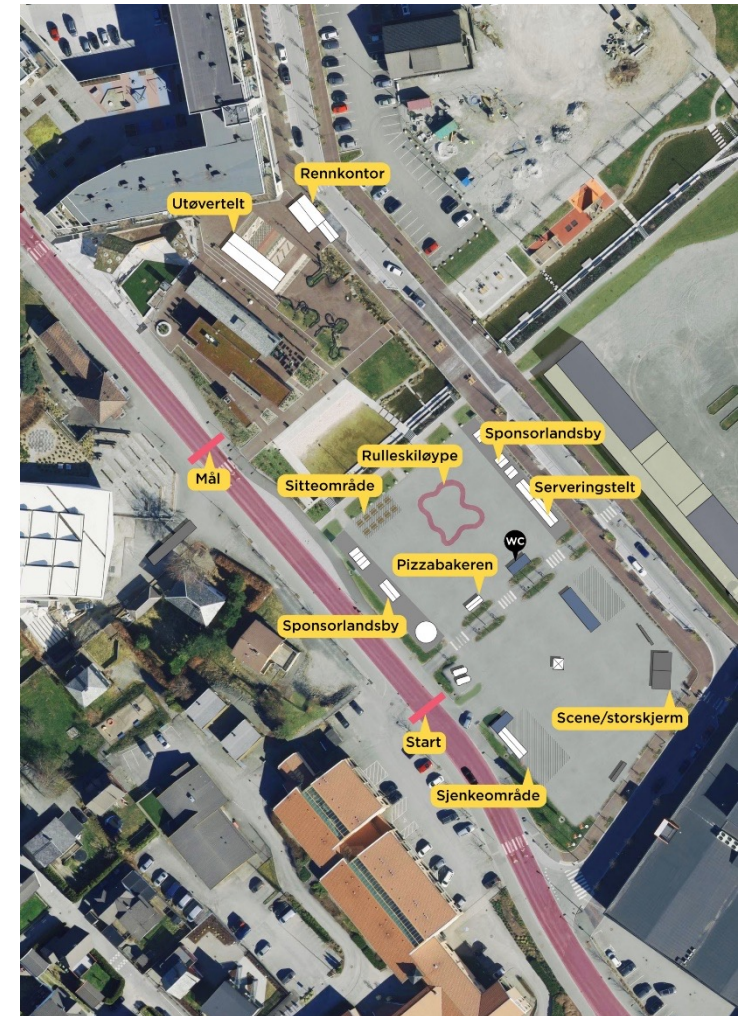 Rennkontor
Utøvertelt
Sponsorlandsby
Rulleskiløype
Mål
Sitteområde
Serveringstelt
WC
Pizzabakeren
Sponsorlandsby
Scene/storskjerm
Start
Sjenkeområde